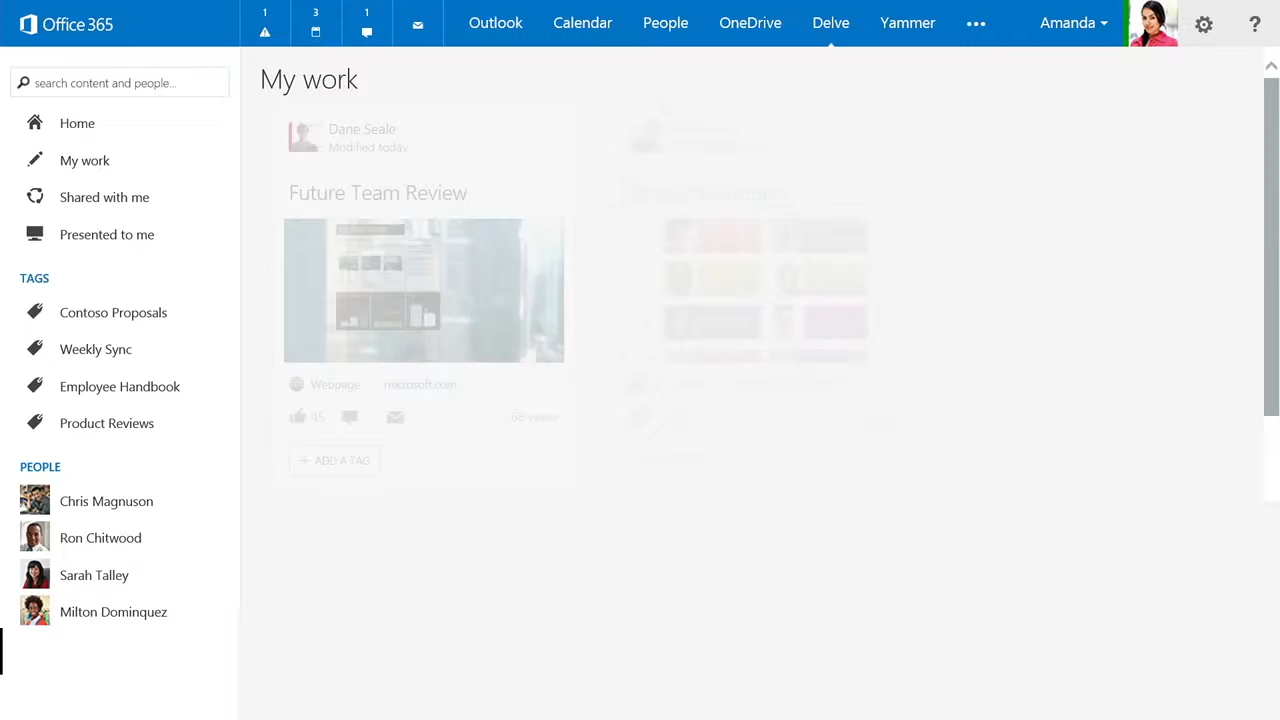 Office 365
1
3
1
Outlook
Calendar
People
OneDrive
Delve
Yammer
Amanda
?
search content and people...
Home
My work
Shared with me
Presented to me
TAGS
Contoso Proposals
Weekly Sync
Employee Handbook
Product Reviews
PEOPLE
Chris Magnuson
Ron Chitwood
Sarah Talley
Milton Dominquez
My work
Dane Seale
Modified today
Future Team Review
Webpage
microsoft.com
45
+ ADD A TAG